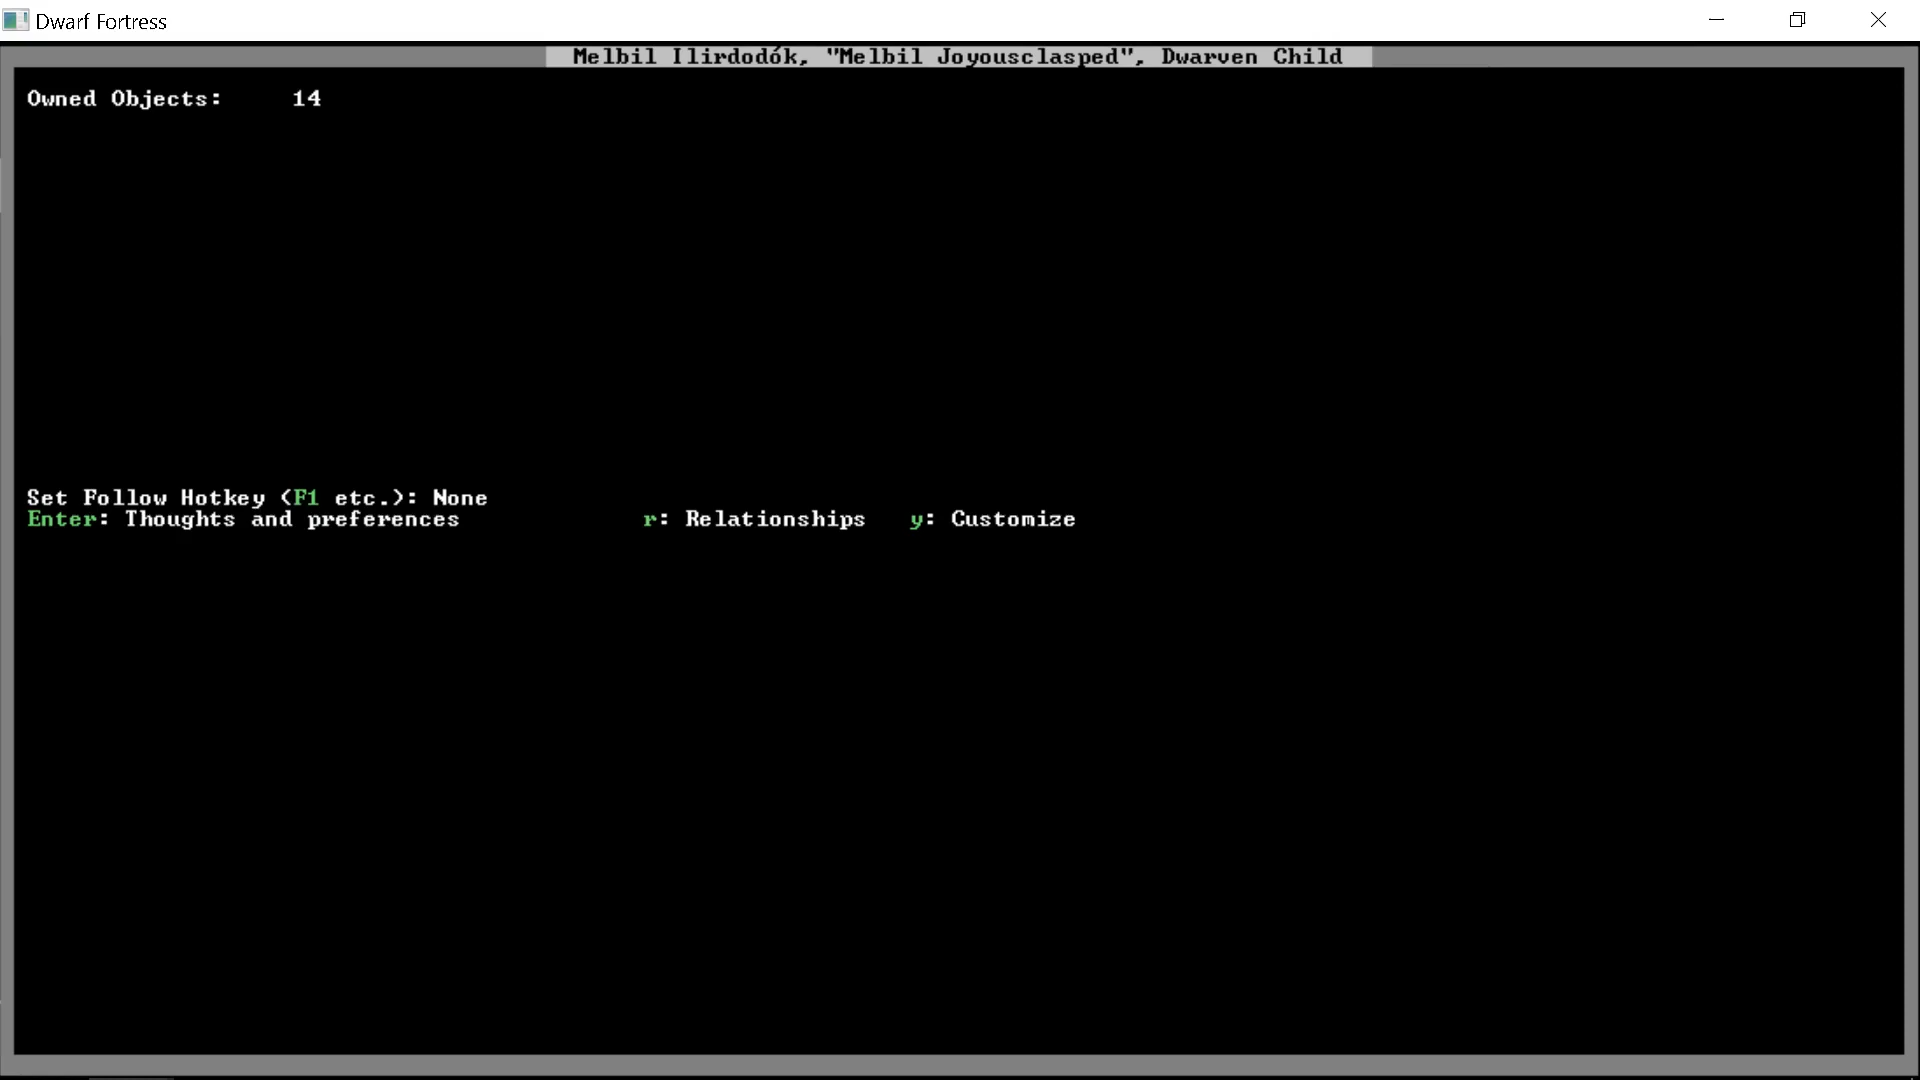 Dwarf Fortress
Melbil Ilirdodók, "Melbil Joyousclasped", Dwarven Child
Owned Objects: 14
Set Follow Hotkey (F1 etc.): None
Enter: Thoughts and preferences r: Relationships y: Customize